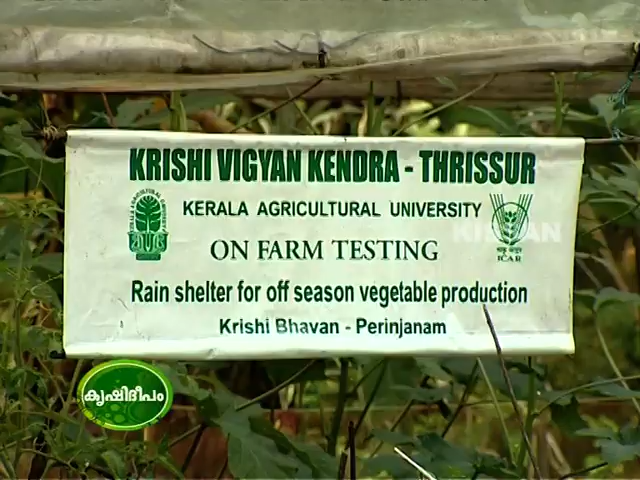 KRISHI VIGYAN KENDRA - THRISSUR
KERALA AGRICULTURAL UNIVERSITY
ON FARM TESTING
ICAR
Rain shelter for off season vegetable production
Krishi Bhavan - Perinjanam
കൃഷിദീപം